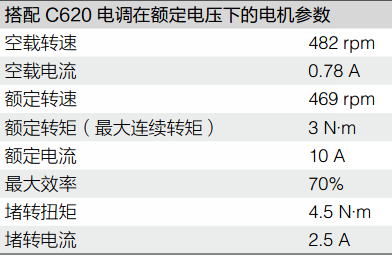 搭配 C620 电调在额定电压下的电机参数
空载转速 482 rpm
空载电流 0.78 A
额定转速 469 rpm
额定转矩（最大连续转矩） 3 N·m
额定电流 10 A
最大效率 70%
堵转扭矩 4.5 N·m
堵转电流 2.5 A